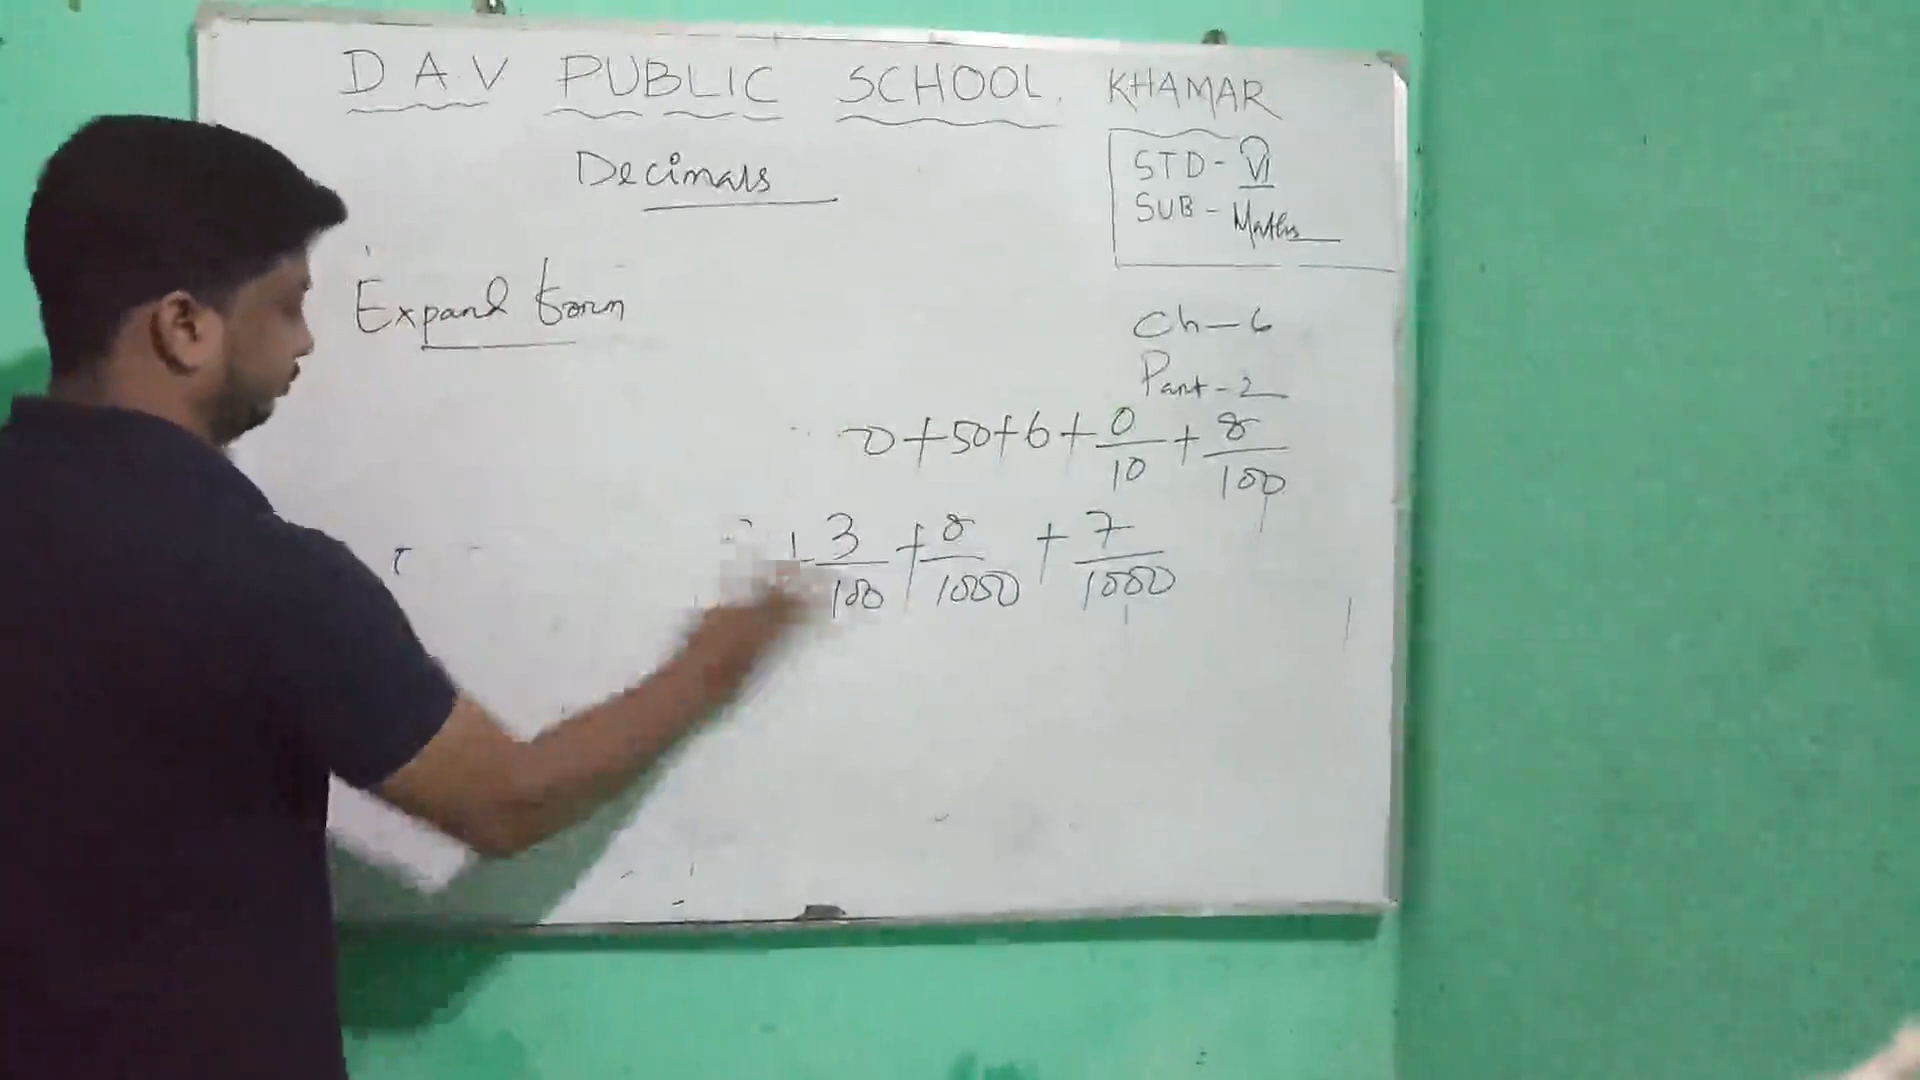 D A.V PUBLIC SCHOOL, KHAMAR
Decimals
STD - VI
SUB - Maths
Expand form
Ch - 6
Part - 2
0 + 50 + 6 + 0/10 + 8/100
+ 3/100 + 8/1000 + 7/1000